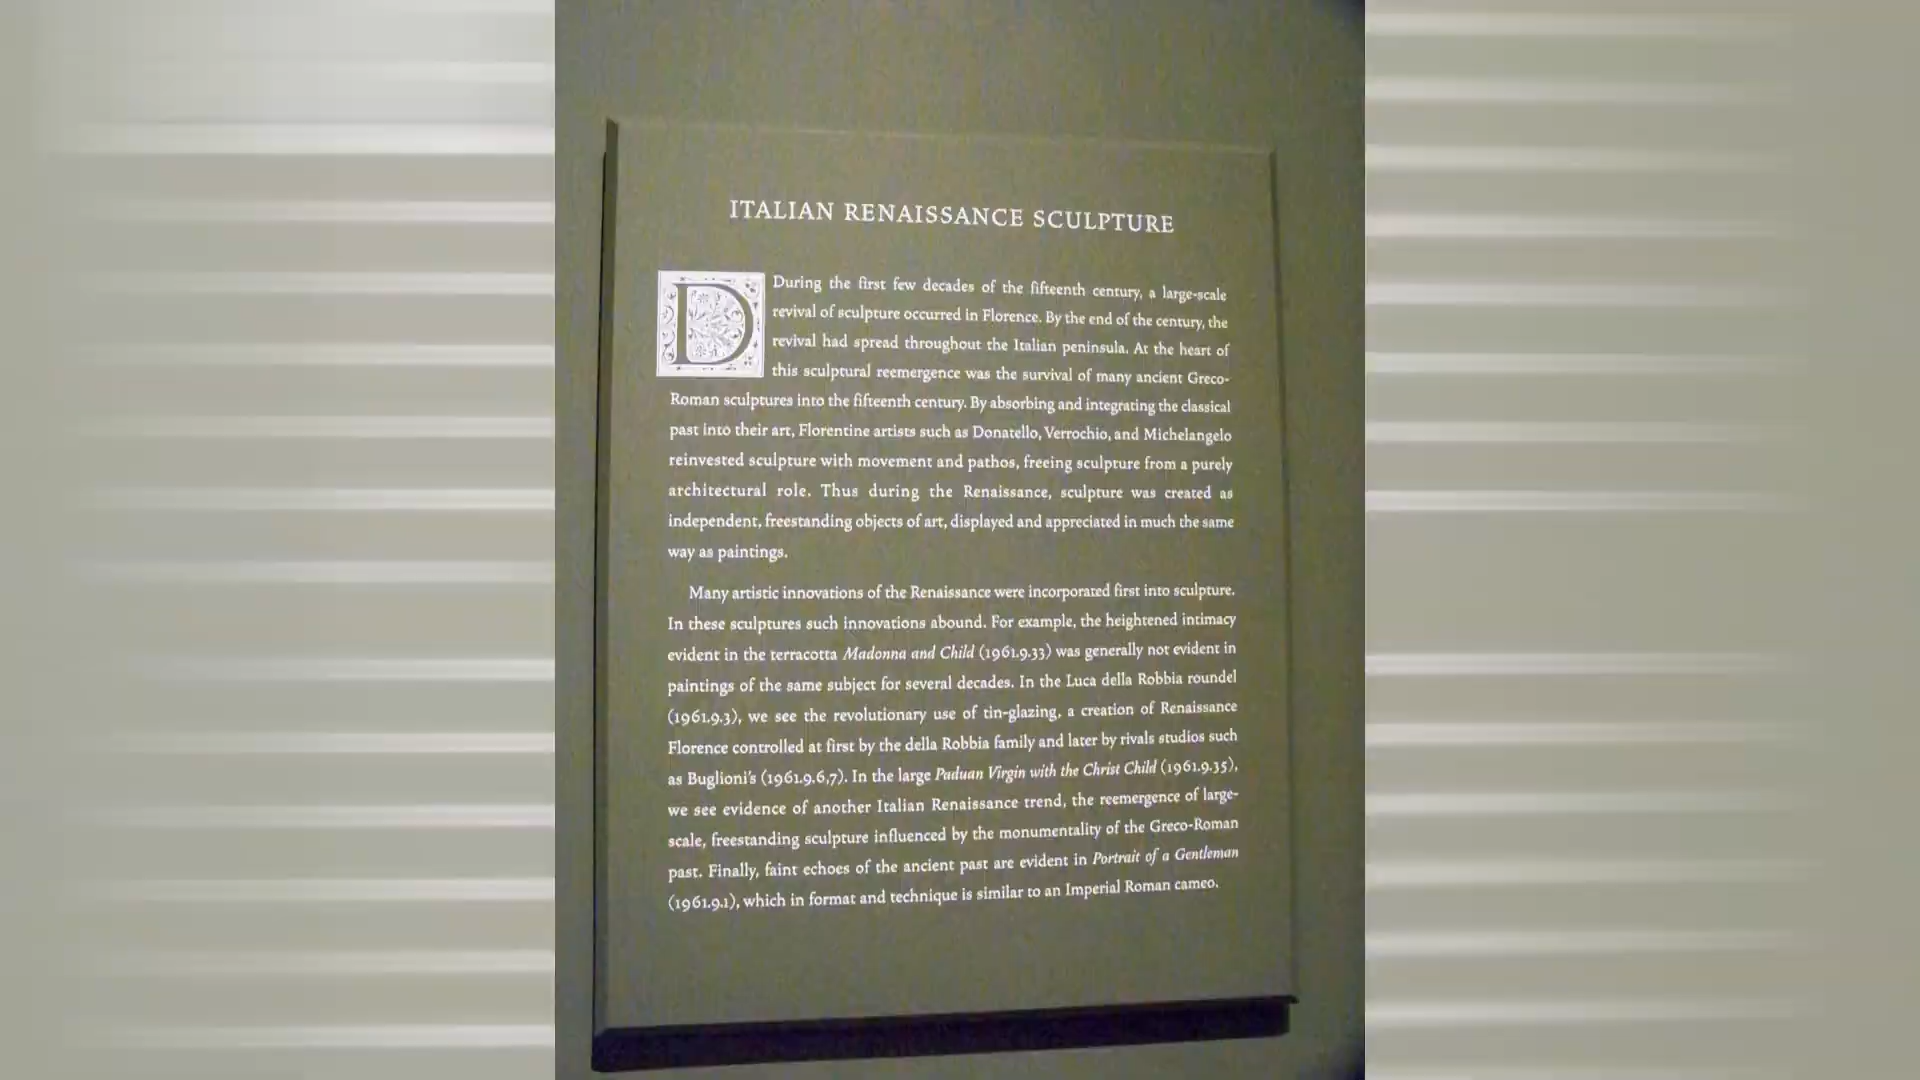 ITALIAN RENAISSANCE SCULPTURE
During the first few decades of the fifteenth century, a large-scale
revival of sculpture occurred in Florence. By the end of the century, the
revival had spread throughout the Italian peninsula. At the heart of
this sculptural reemergence was the survival of many ancient Greco-
Roman sculptures into the fifteenth century. By absorbing and integrating the classical
past into their art, Florentine artists such as Donatello, Verrochio, and Michelangelo
reinvested sculpture with movement and pathos, freeing sculpture from a purely
architectural role. Thus during the Renaissance, sculpture was created as
independent, freestanding objects of art, displayed and appreciated in much the same
way as paintings.
Many artistic innovations of the Renaissance were incorporated first into sculpture.
In these sculptures such innovations abound. For example, the heightened intimacy
evident in the terracotta Madonna and Child (1961.9.33) was generally not evident in
paintings of the same subject for several decades. In the Luca della Robbia roundel
(1961.9.3), we see the revolutionary use of tin-glazing, a creation of Renaissance
Florence controlled at first by the della Robbia family and later by rivals studios such
as Buglioni's (1961.9.6,7). In the large Paduan Virgin with the Christ Child (1961.9.35),
we see evidence of another Italian Renaissance trend, the reemergence of large-
scale, freestanding sculpture influenced by the monumentality of the Greco-Roman
past. Finally, faint echoes of the ancient past are evident in Portrait of a Gentleman
(1961.9.1), which in format and technique is similar to an Imperial Roman cameo.